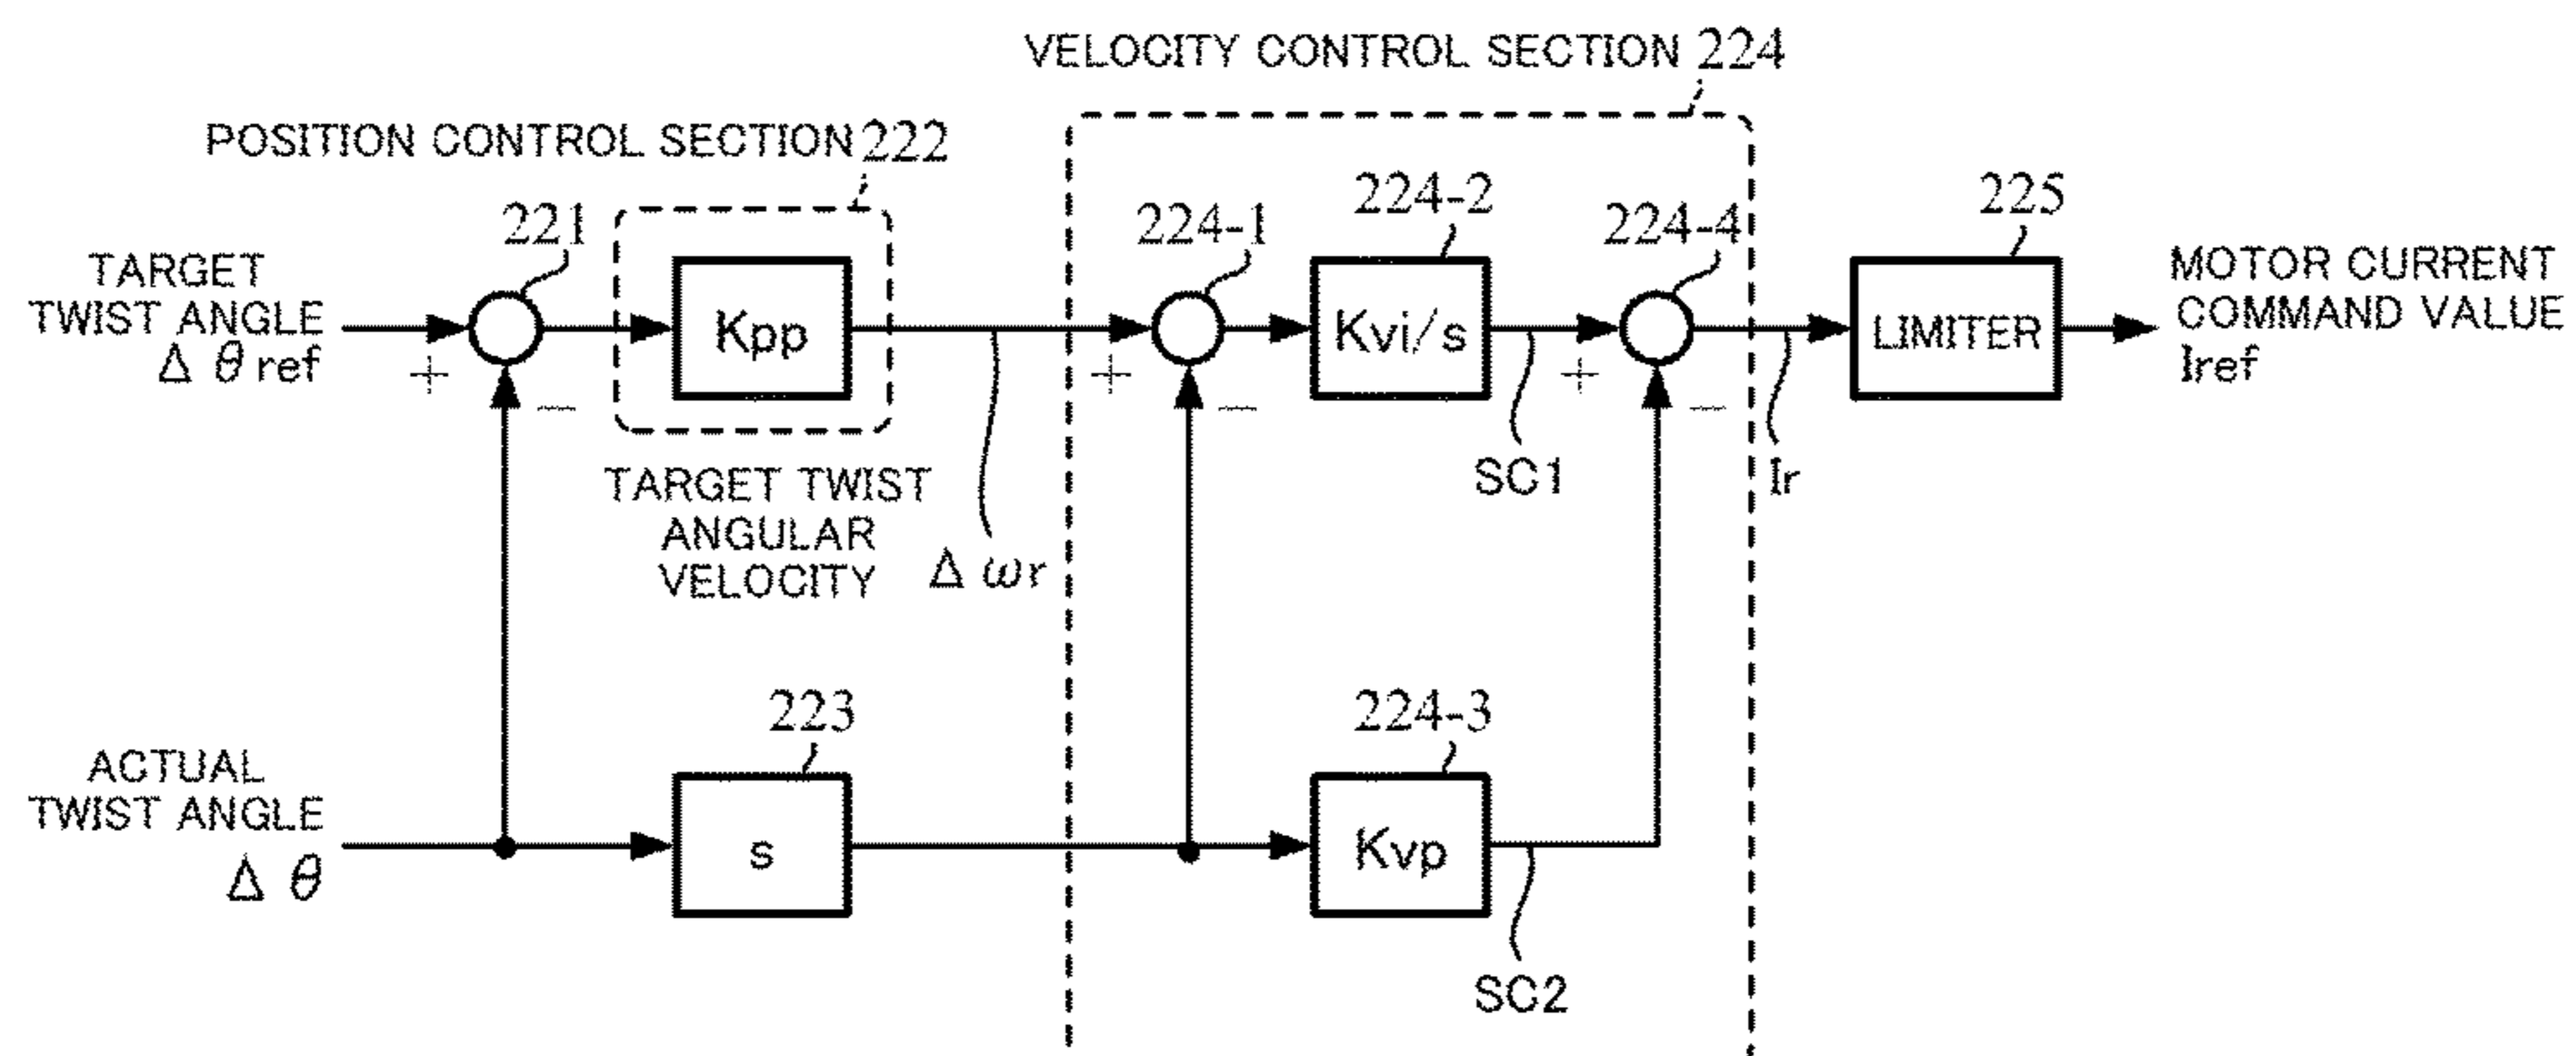 VELOCITY CONTROL SECTION 224
POSITION CONTROL SECTION 222
221
224-1
224-2
224-4
225
TARGET
TWIST ANGLE
Δ θ ref
+
−
Kpp
+
−
Kvi/s
+
−
LIMITER
MOTOR CURRENT
COMMAND VALUE
Iref
TARGET TWIST
ANGULAR
VELOCITY
Δ ωr
SC1
Ir
223
224-3
ACTUAL
TWIST ANGLE
Δ θ
s
Kvp
SC2